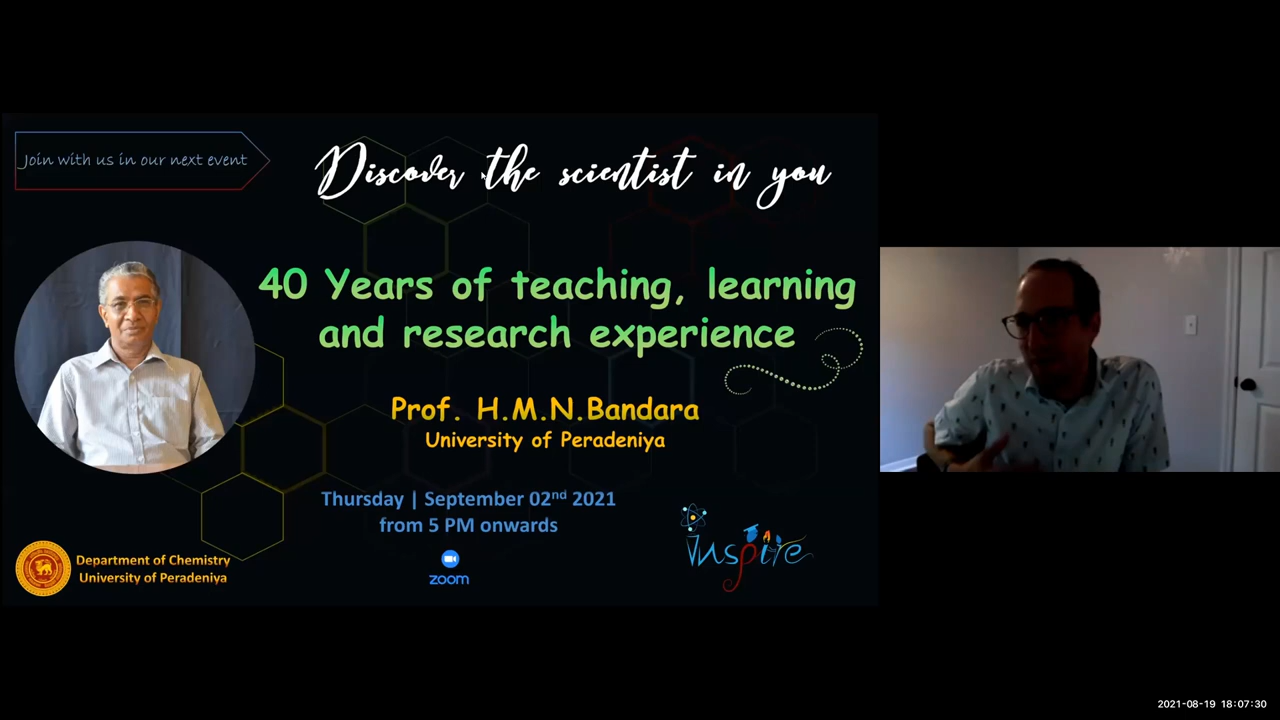 Join with us in our next event
Discover the scientist in you
40 Years of teaching, learning
and research experience
Prof. H.M.N.Bandara
University of Peradeniya
Thursday | September 02nd 2021
from 5 PM onwards
zoom
Inspire
Department of Chemistry
University of Peradeniya
2021-08-19 18:07:30